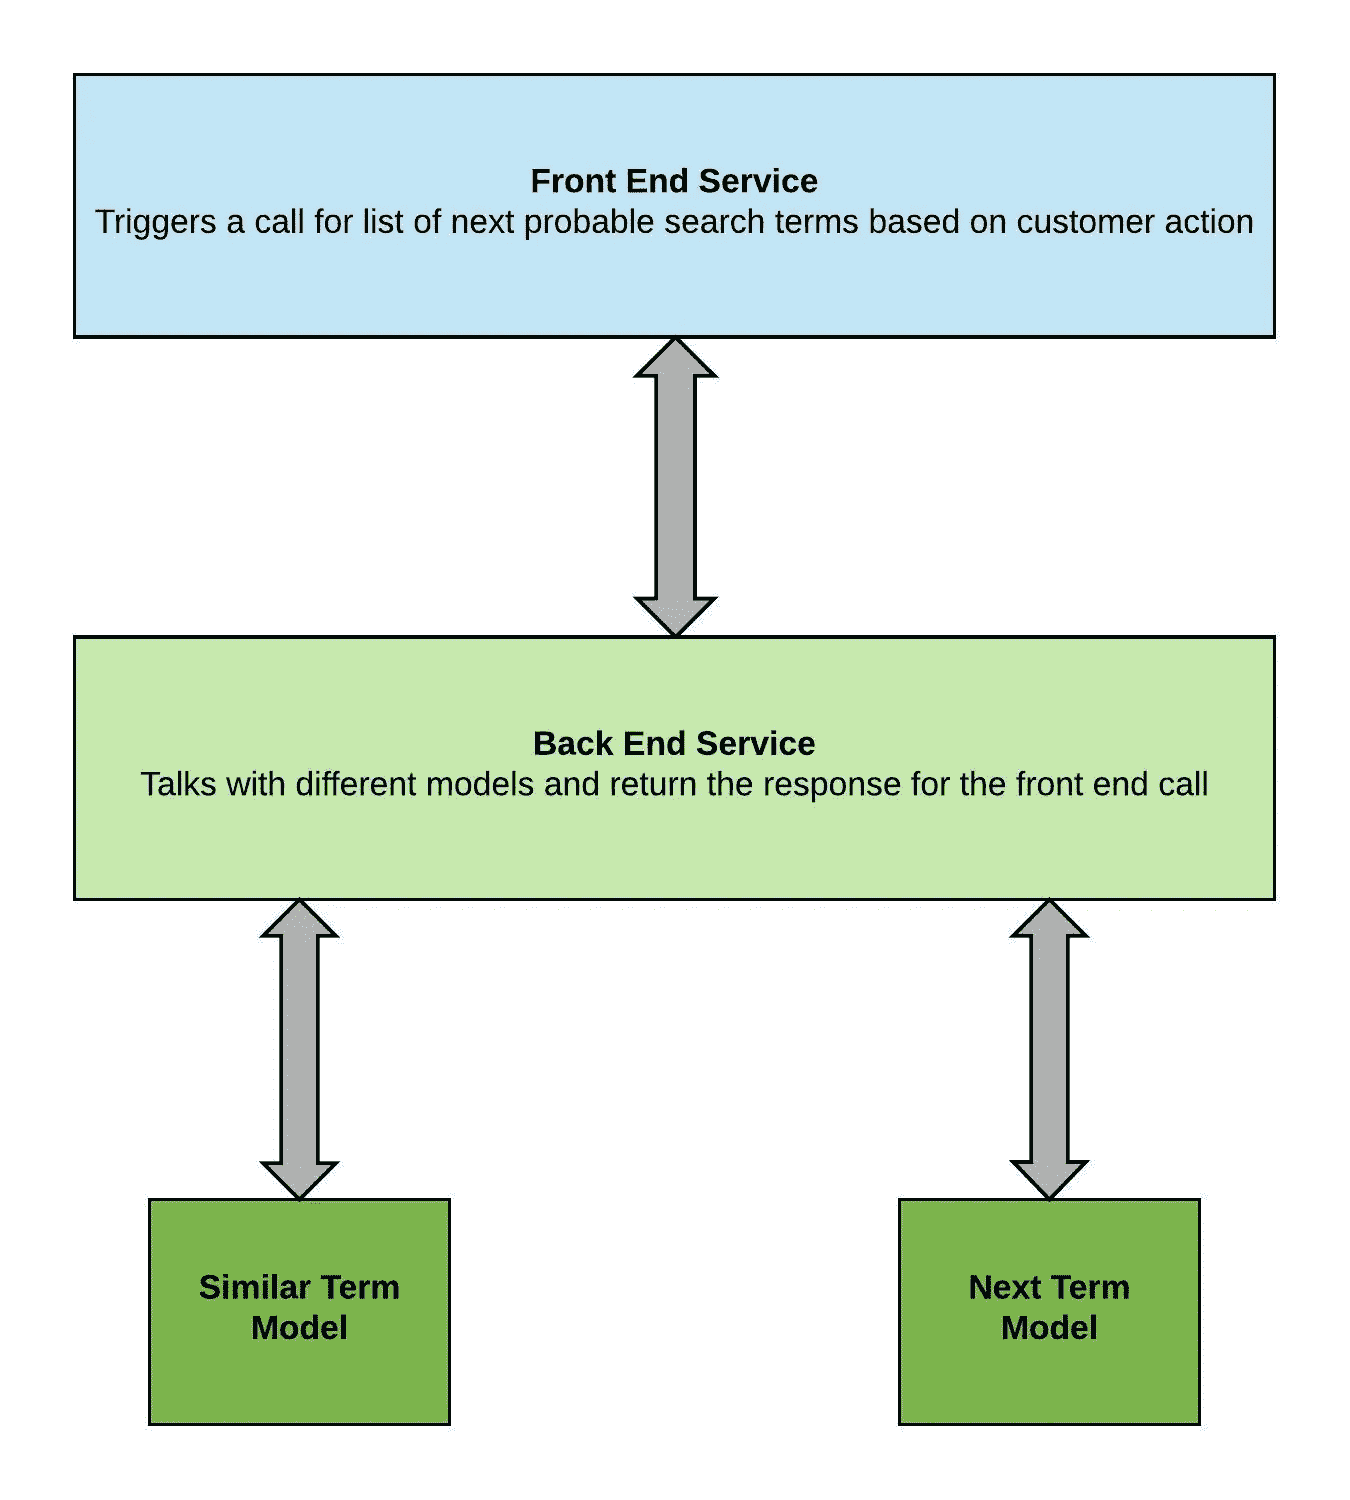 Front End Service
Triggers a call for list of next probable search terms based on customer action
Back End Service
Talks with different models and return the response for the front end call
Similar Term
Model
Next Term
Model